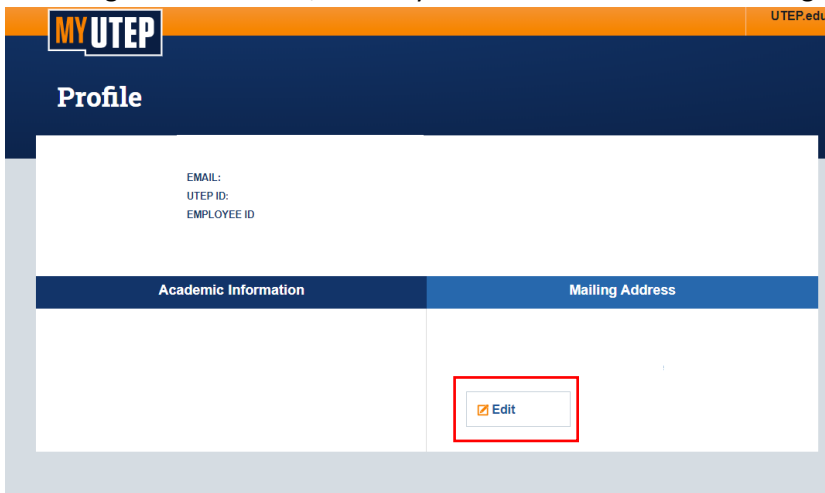 MY UTEP
UTEP.edu
Profile
EMAIL:
UTEP ID:
EMPLOYEE ID
Academic Information
Mailing Address
Edit